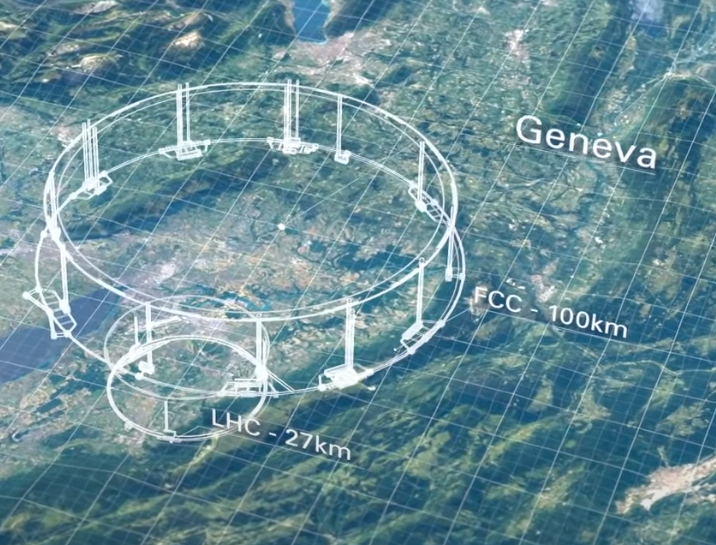 Geneva
FCC - 100km
LHC - 27km